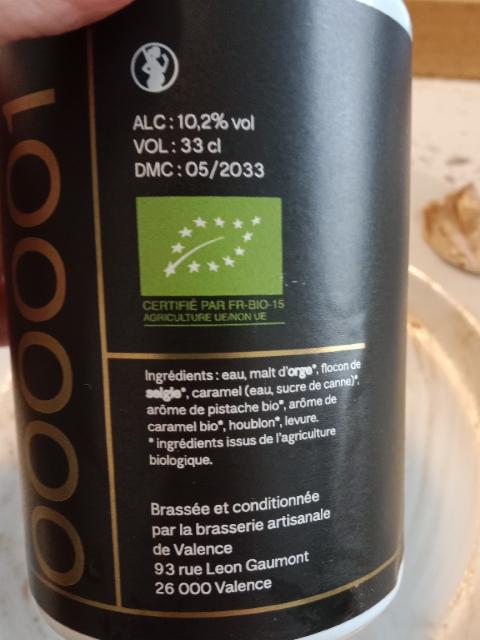 000001
ALC : 10,2% vol
VOL : 33 cl
DMC : 05/2033
CERTIFIÉ PAR FR-BIO-15
AGRICULTURE UE/NON UE
Ingrédients : eau, malt d'orge*, flocon de
seigle*, caramel (eau, sucre de canne)*,
arôme de pistache bio*, arôme de
caramel bio*, houblon*, levure.
* ingrédients issus de l'agriculture
biologique.
Brassée et conditionnée
par la brasserie artisanale
de Valence
93 rue Leon Gaumont
26 000 Valence